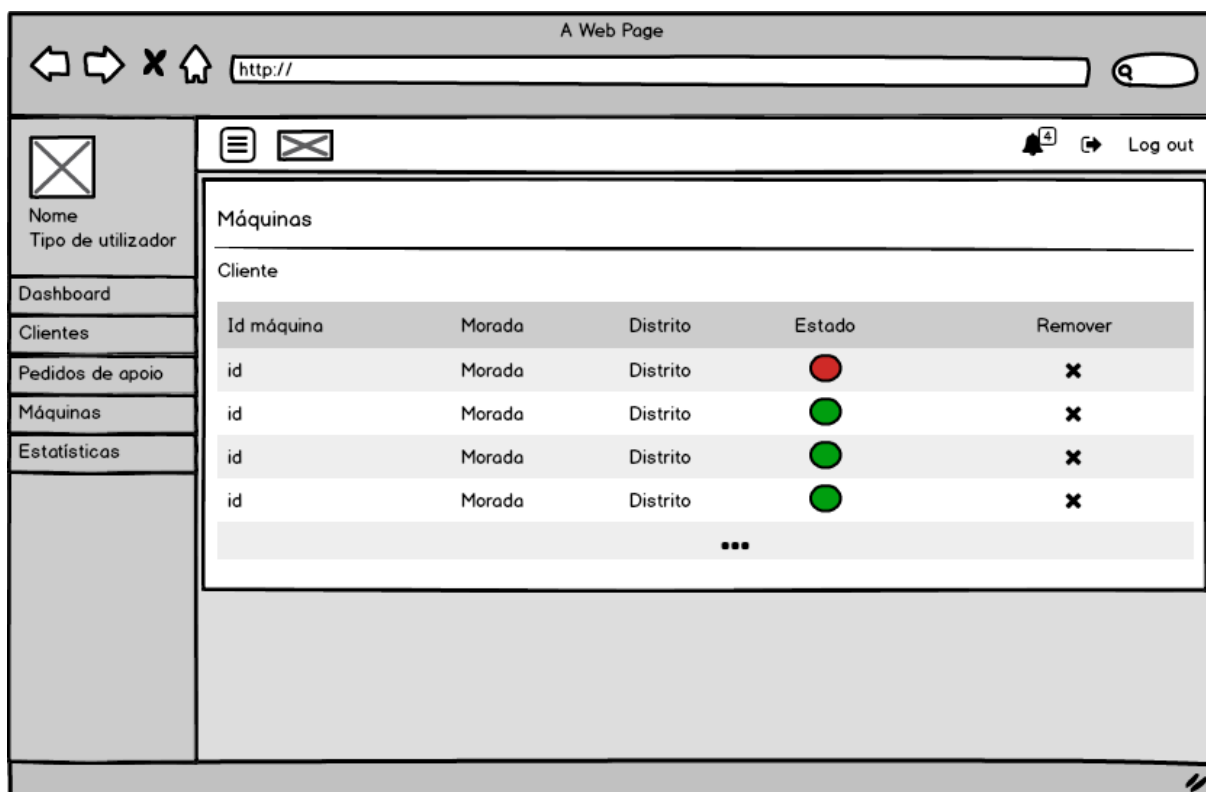 A Web Page
http://
4
Log out
Nome
Tipo de utilizador
Dashboard
Clientes
Pedidos de apoio
Máquinas
Estatísticas
Máquinas
Cliente
Id máquina Morada Distrito Estado Remover
id Morada Distrito
id Morada Distrito
id Morada Distrito
id Morada Distrito
...